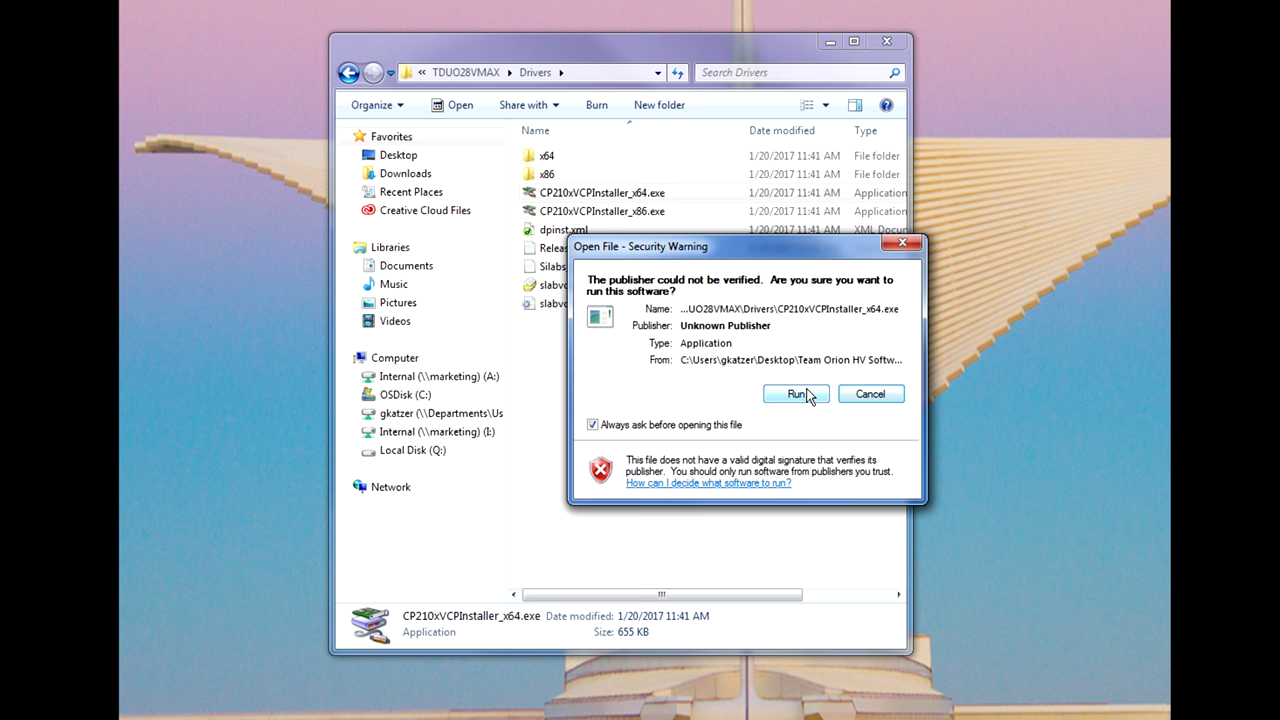 TDUO28VMAX
Drivers
Search Drivers
Organize
Open
Share with
Burn
New folder
Name
Date modified
Type
Favorites
Desktop
Downloads
Recent Places
Creative Cloud Files
Libraries
Documents
Music
Pictures
Videos
Computer
Internal (\\marketing) (A:)
OSDisk (C:)
gkatzer (\\Departments\Us
Internal (\\marketing) (I:)
Local Disk (Q:)
Network
x64 1/20/2017 11:41 AM File folder
x86 1/20/2017 11:41 AM File folder
CP210xVCPInstaller_x64.exe 1/20/2017 11:41 AM Application
CP210xVCPInstaller_x86.exe 1/20/2017 11:41 AM Application
dpinst.xml 1/20/2017 11:41 AM XML Docum
Releas
Silabs
slabvc
slabvc
Open File - Security Warning
The publisher could not be verified. Are you sure you want to
run this software?
Name: ...UO28VMAX\Drivers\CP210xVCPInstaller_x64.exe
Publisher: Unknown Publisher
Type: Application
From: C:\Users\gkatzer\Desktop\Team Orion HV Softw...
Run
Cancel
Always ask before opening this file
This file does not have a valid digital signature that verifies its
publisher. You should only run software from publishers you trust.
How can I decide what software to run?
CP210xVCPInstaller_x64.exe Date modified: 1/20/2017 11:41 AM
Application Size: 655 KB